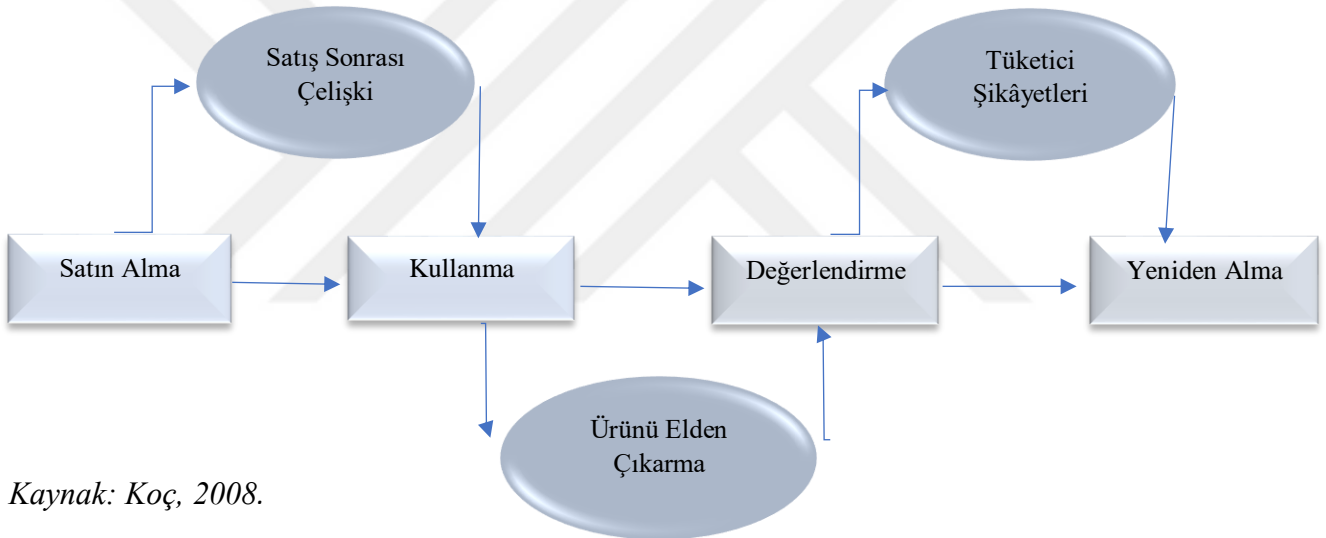 Satış Sonrası
Çelişki
Tüketici
Şikâyetleri
Satın Alma
Kullanma
Değerlendirme
Yeniden Alma
Ürünü Elden
Çıkarma
Kaynak: Koç, 2008.